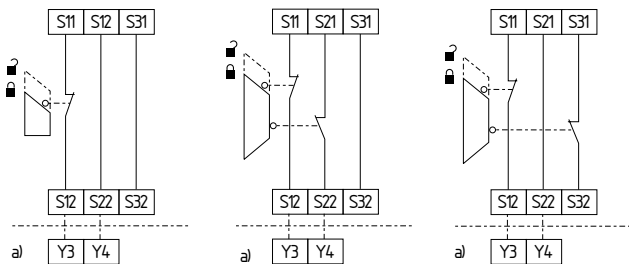 S11 S12 S31
S11 S21 S31
S11 S21 S31
S12 S22 S32
S12 S22 S32
S12 S22 S32
a) Y3 Y4
a) Y3 Y4
a) Y3 Y4